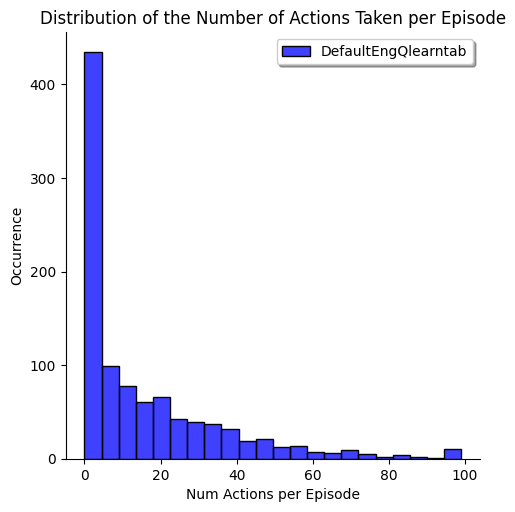 Distribution of the Number of Actions Taken per Episode
DefaultEngQlearntab
400
300
200
100
0
Occurrence
0 20 40 60 80 100
Num Actions per Episode